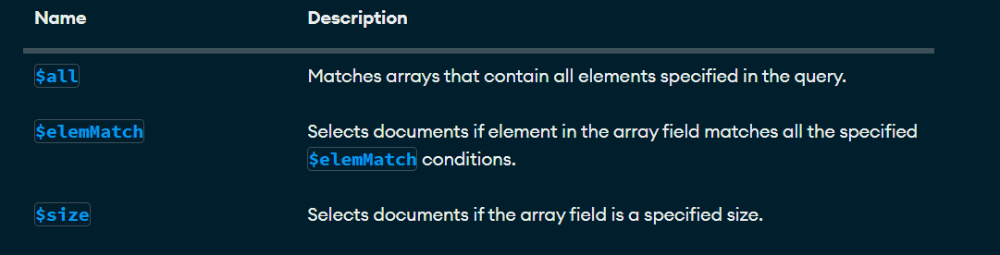 Name Description
$all Matches arrays that contain all elements specified in the query.
$elemMatch Selects documents if element in the array field matches all the specified
$elemMatch conditions.
$size Selects documents if the array field is a specified size.